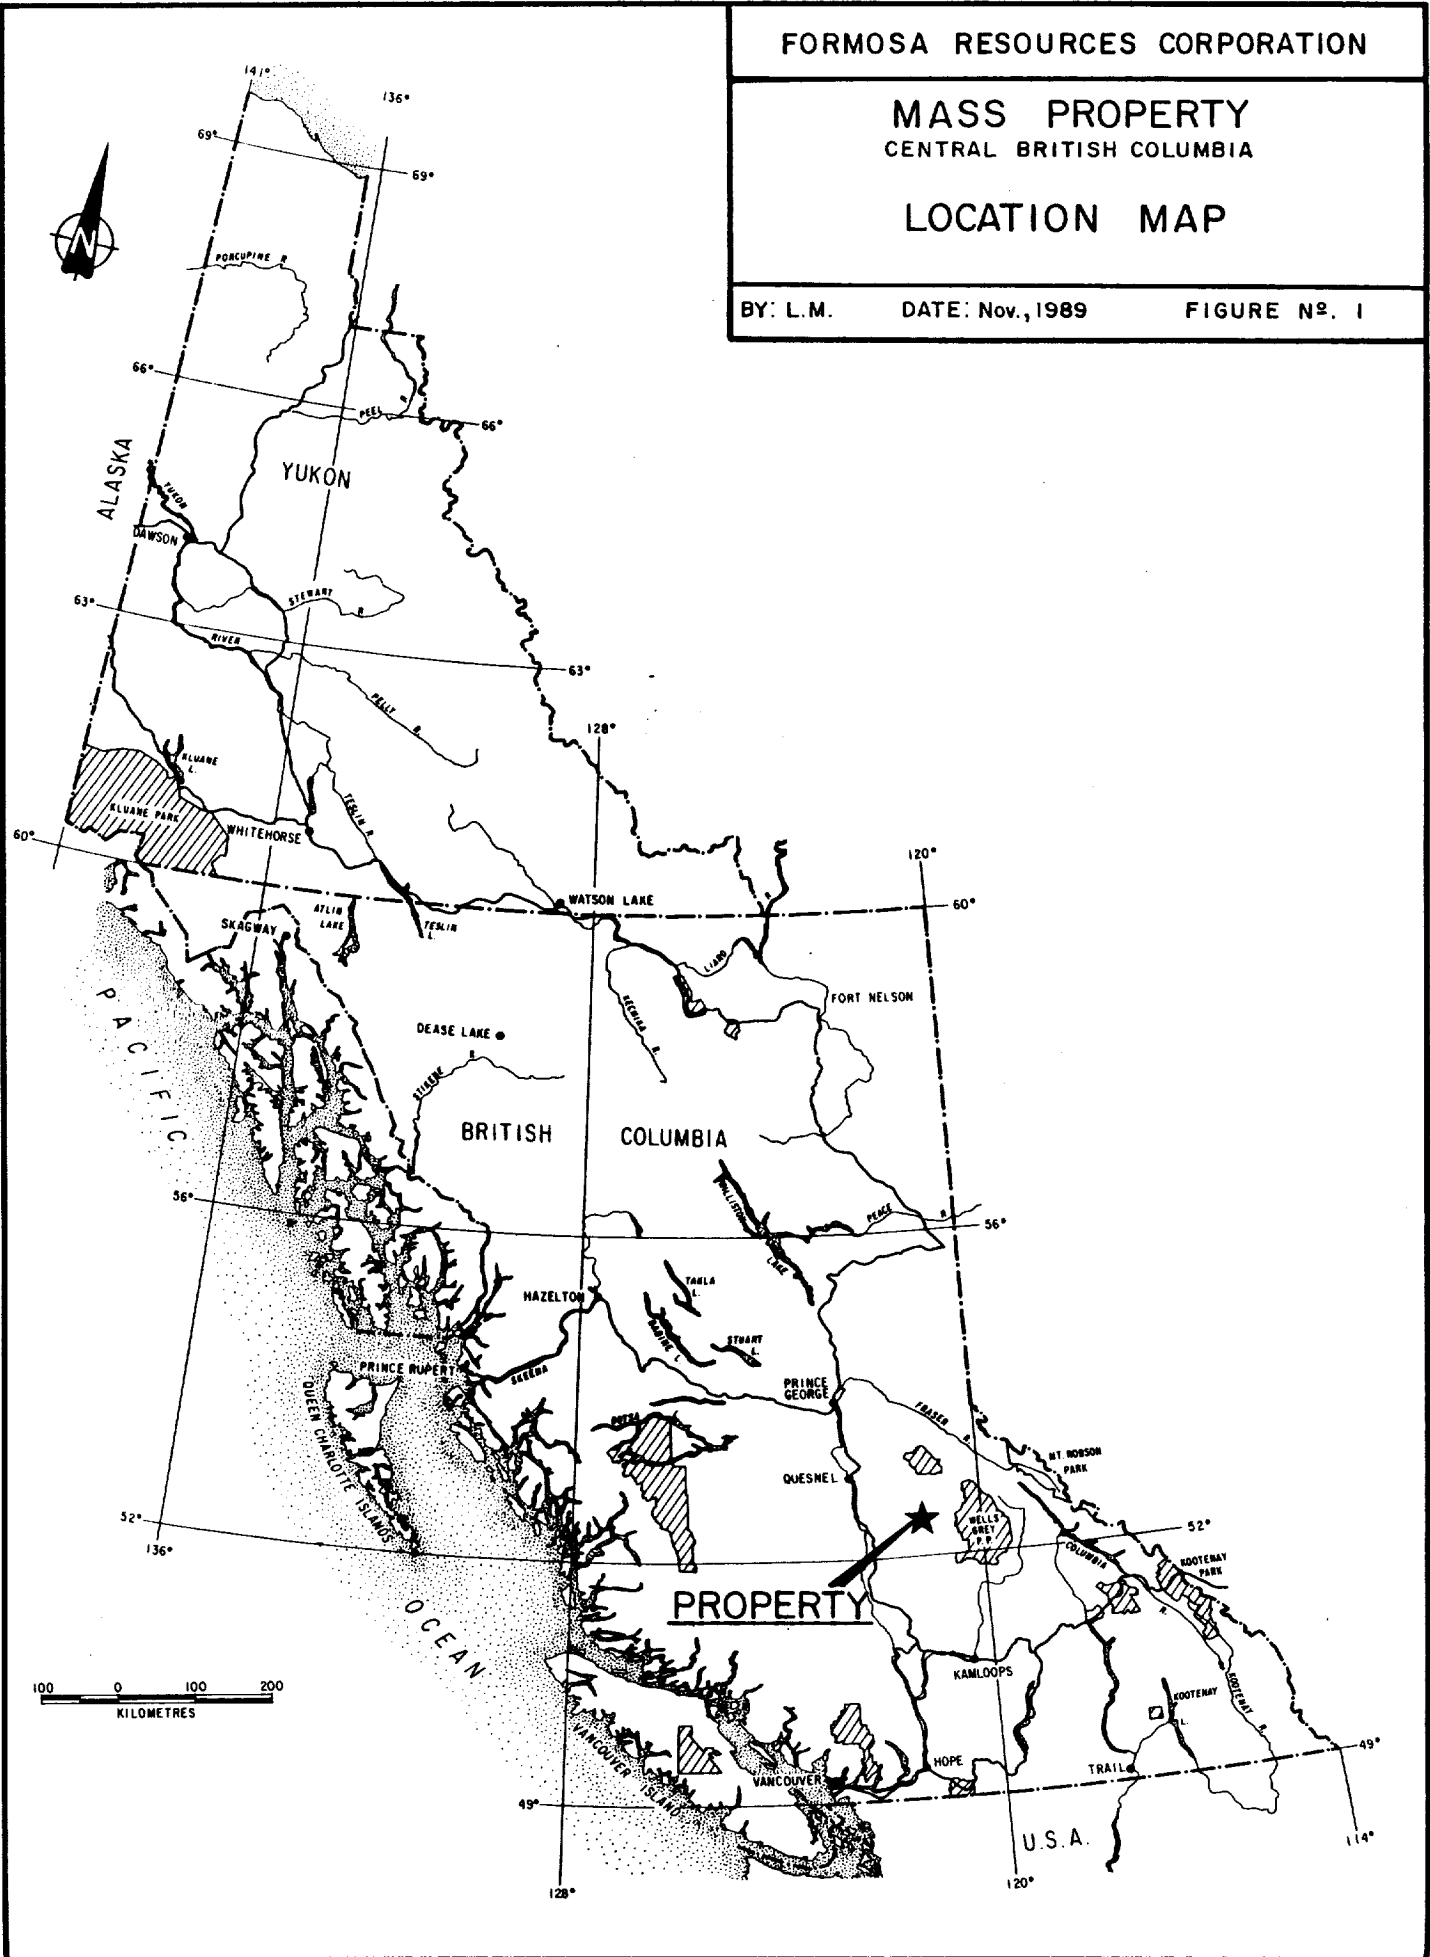 FORMOSA RESOURCES CORPORATION
MASS PROPERTY
CENTRAL BRITISH COLUMBIA
LOCATION MAP
BY: L.M. DATE: Nov., 1989 FIGURE Nº. 1
141°
136°
69°
69°
N
PORCUPINE R
66°
PEEL R
66°
ALASKA
YUKON
YUKON
DAWSON
STEWART R
63°
RIVER
63°
PELLY R.
128°
KLUANE
L.
KLUANE PARK
TESLIN R.
WHITEHORSE
60°
120°
WATSON LAKE
60°
ATLIN
LAKE
SKAGWAY
TESLIN
L.
LIARD
R.
PACIFIC
KECHIKA R.
FORT NELSON
DEASE LAKE
STIKINE R
BRITISH COLUMBIA
56°
WILLISTON
LAKE
PEACE R
56°
TAKLA
L.
HAZELTON
BABINE L
STUART
L.
PRINCE RUPERT
SKEENA
PRINCE
GEORGE
QUEEN CHARLOTTE ISLANDS
FRASER
R
MT. ROBSON
PARK
QUESNEL
WELLS
GREY
P.P.
52°
136°
52°
COLUMBIA
R.
KOOTENAY
PARK
PROPERTY
OCEAN
KAMLOOPS
100 0 100 200
KILOMETRES
KOOTENAY
L.
KOOTENAY R.
VANCOUVER ISLAND
VANCOUVER
HOPE
TRAIL
49°
49°
U.S.A.
114°
128°
120°